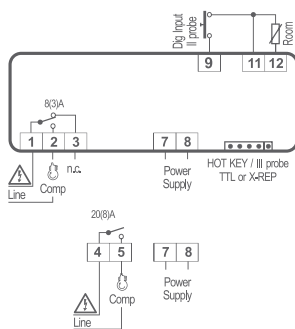 Dig Input
II probe
Room
9
11
12
8(3)A
1
2
3
7
8
Line
Comp
n.c.
Power
Supply
HOT KEY / III probe
TTL or X-REP
20(8)A
4
5
7
8
Line
Comp
Power
Supply